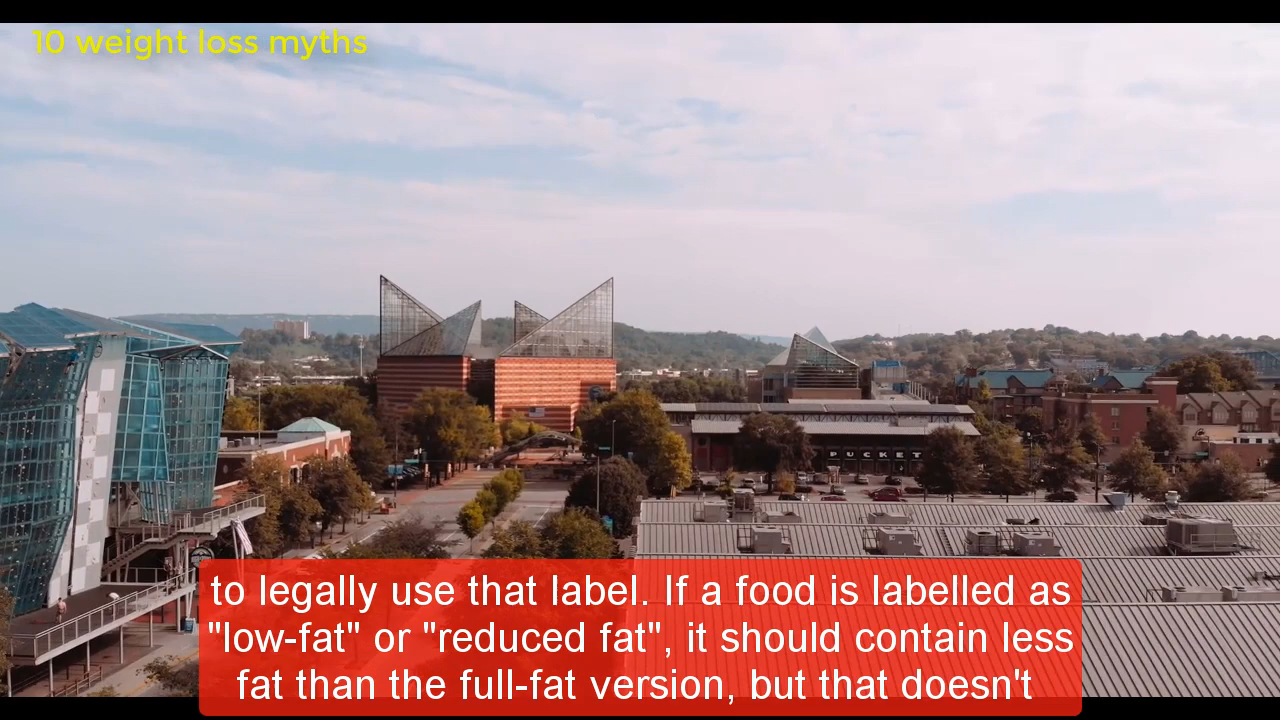 10 weight loss myths
PUCKET
to legally use that label. If a food is labelled as
"low-fat" or "reduced fat", it should contain less
fat than the full-fat version, but that doesn't